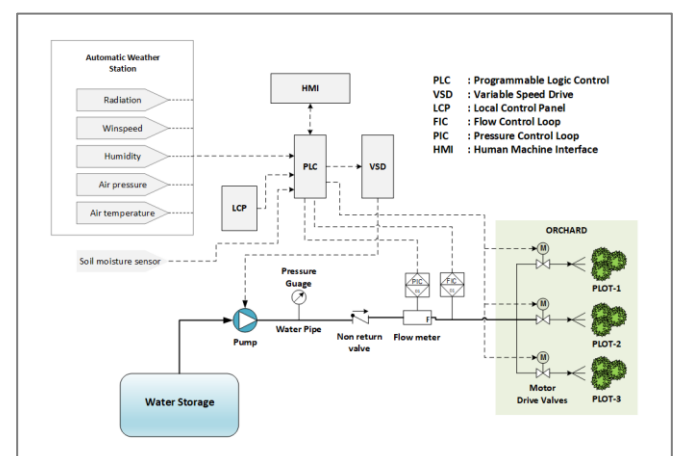 Automatic Weather
Station
Radiation
Winspeed
Humidity
Air pressure
Air temperature
Soil moisture sensor
HMI
PLC
VSD
LCP
PLC : Programmable Logic Control
VSD : Variable Speed Drive
LCP : Local Control Panel
FIC : Flow Control Loop
PIC : Pressure Control Loop
HMI : Human Machine Interface
ORCHARD
M
PLOT-1
M
PLOT-2
M
PLOT-3
Motor
Drive Valves
Pressure
Guage
PIC
FIC
F
Pump
Water Pipe
Non return
valve
Flow meter
Water Storage